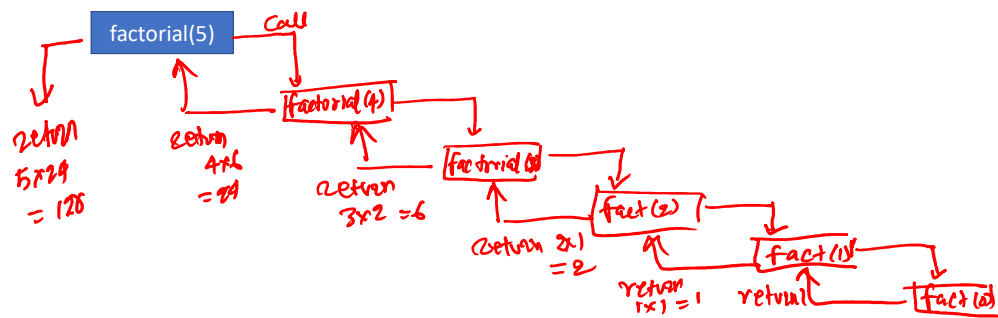 factorial(5)
Call
factorial(4)
return
5x24
= 120
return
4x6
= 24
factorial(3)
return
3x2 = 6
fact(2)
return 2x1
= 2
fact(1)
return
1x1 = 1
return 1
fact(0)